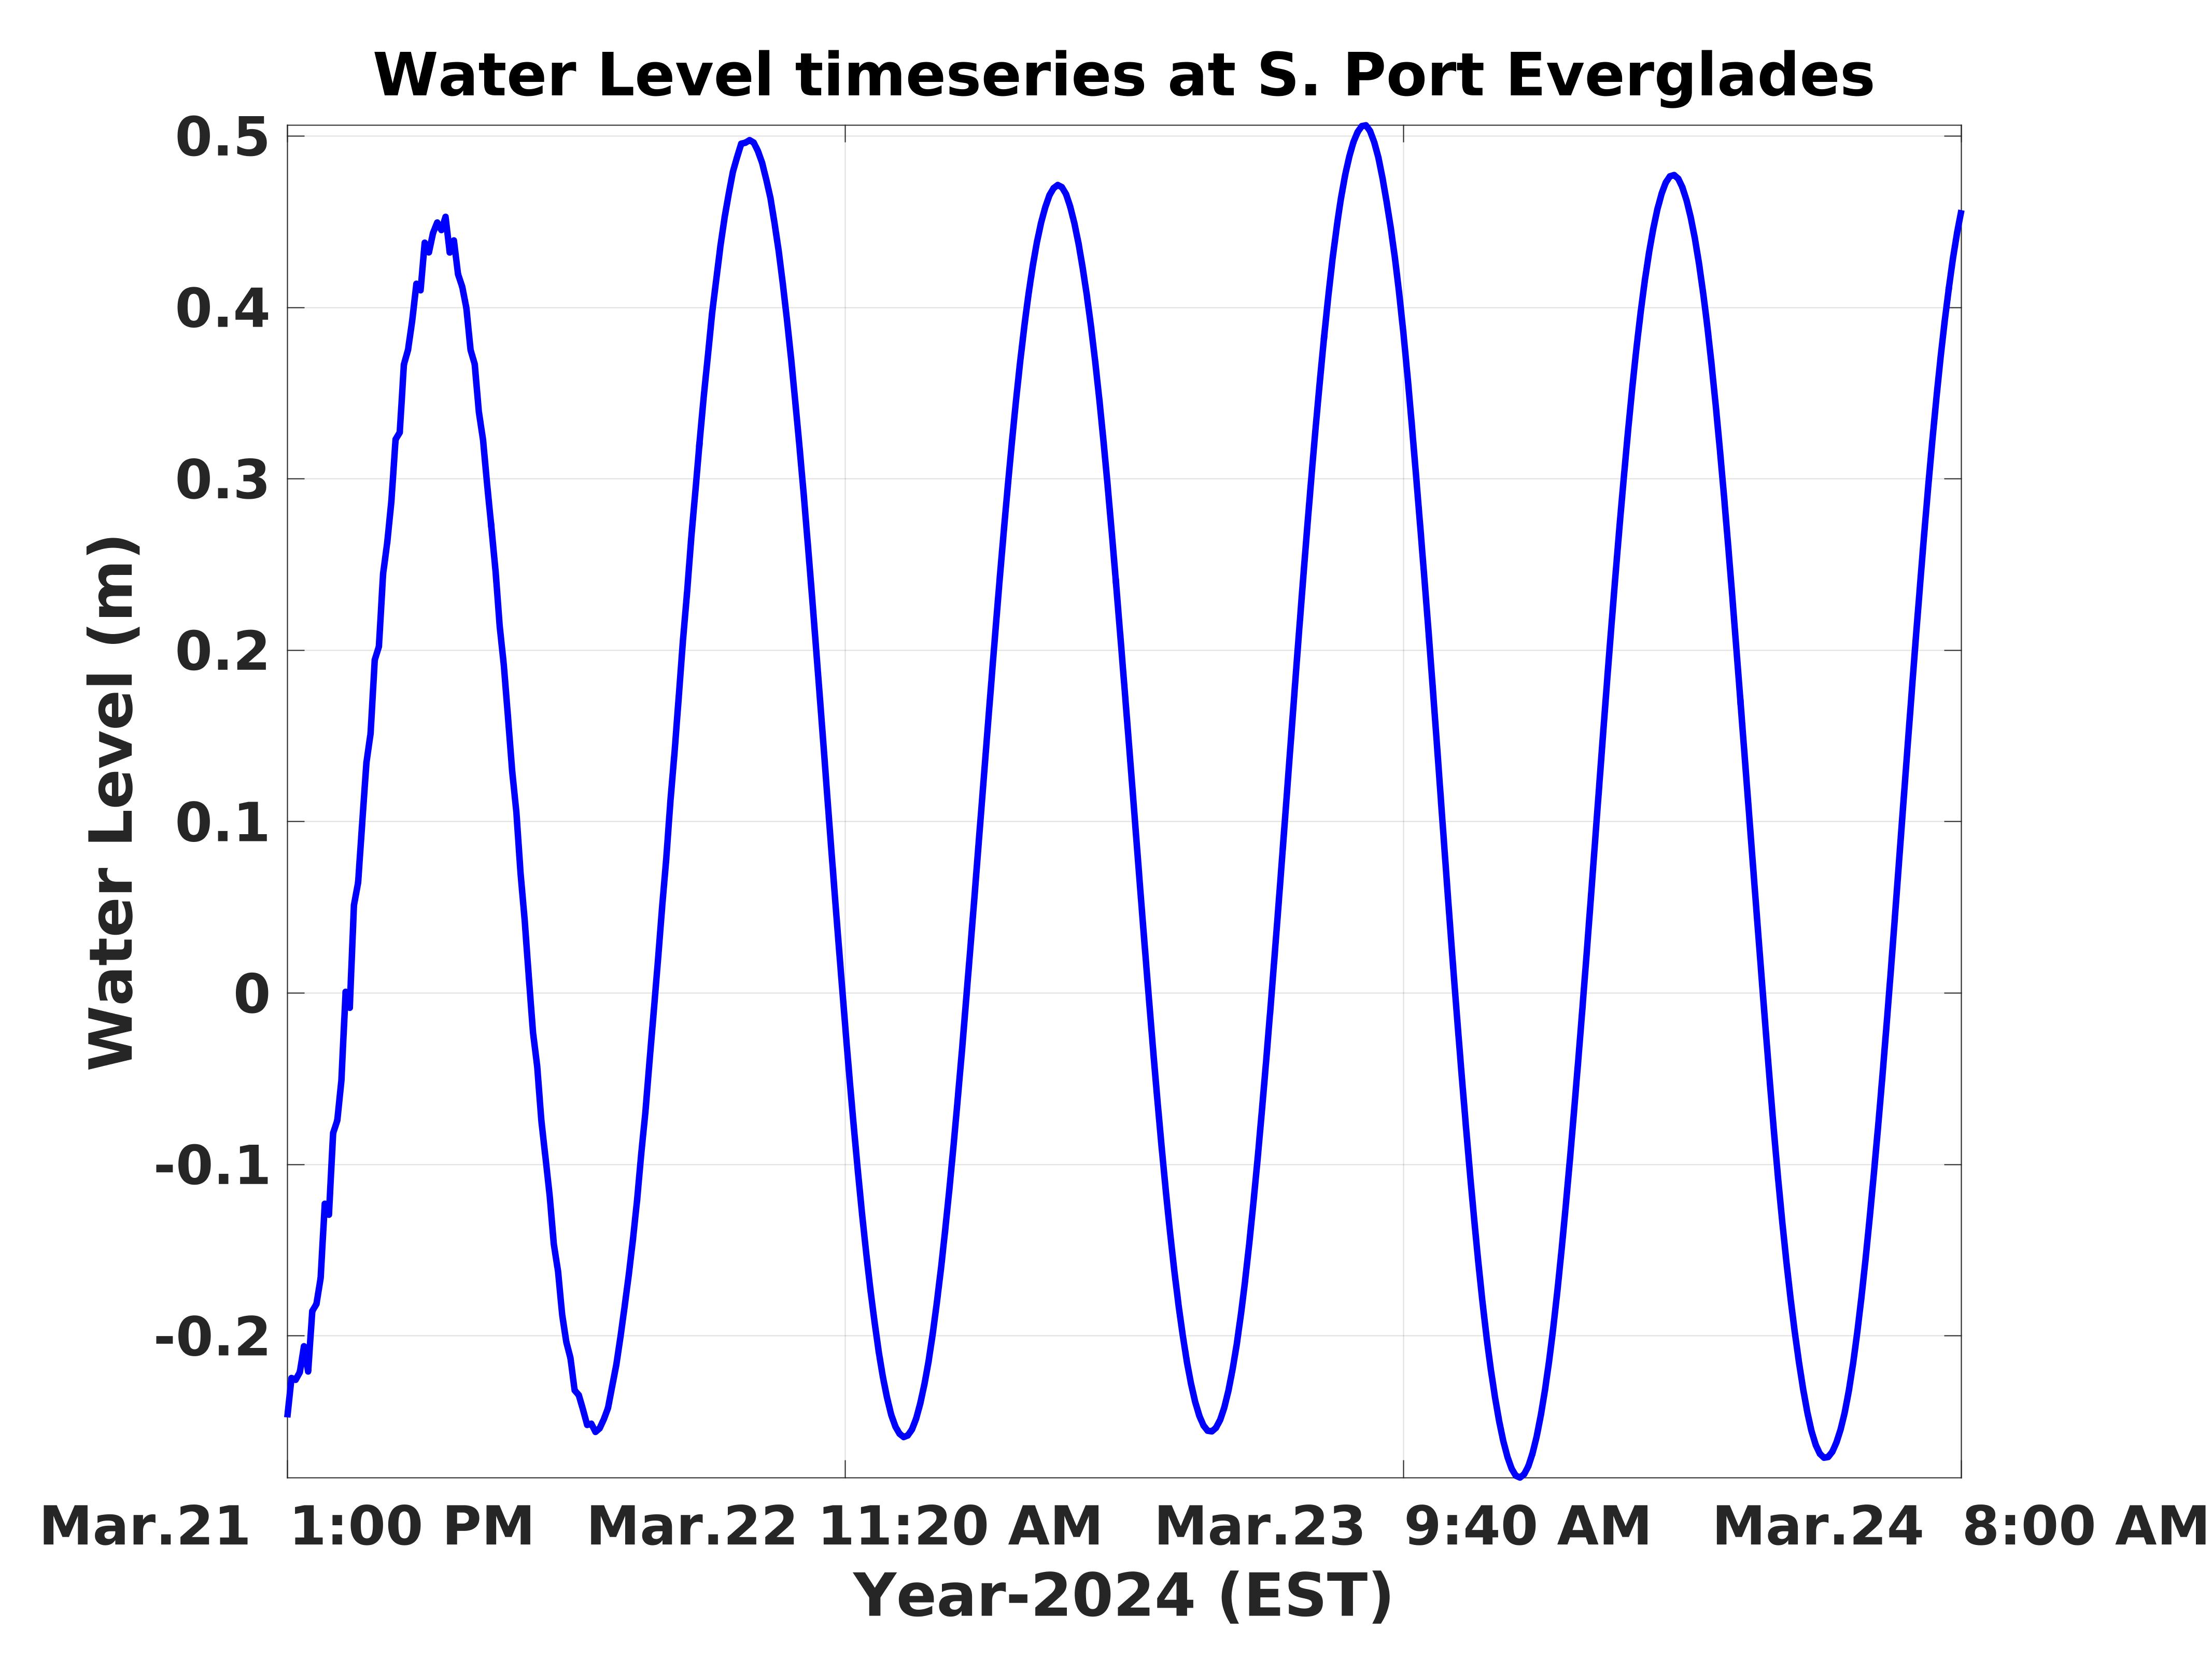 Water Level timeseries at S. Port Everglades
0.5
0.4
0.3
0.2
0.1
0
-0.1
-0.2
Water Level (m)
Mar.21 1:00 PM Mar.22 11:20 AM Mar.23 9:40 AM Mar.24 8:00 AM
Year-2024 (EST)